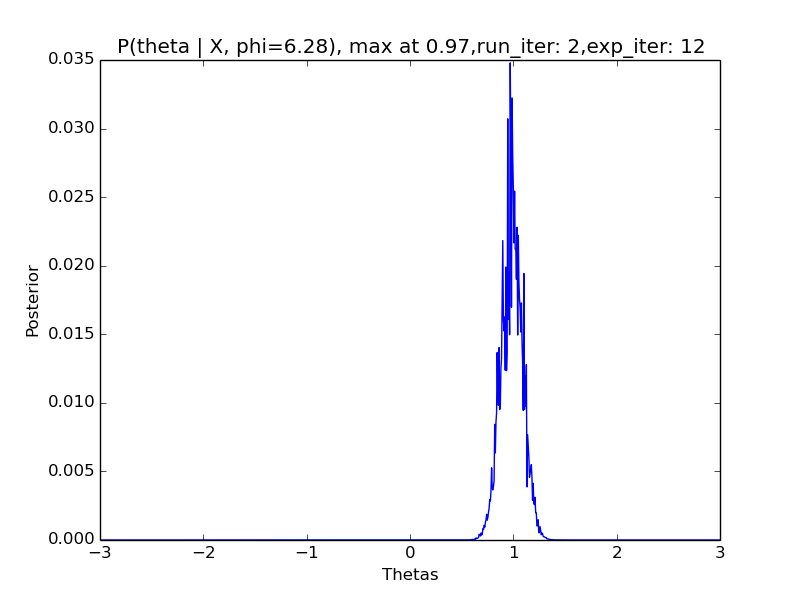 P(theta | X, phi=6.28), max at 0.97,run_iter: 2,exp_iter: 12
0.035
0.030
0.025
0.020
0.015
0.010
0.005
0.000
Posterior
−3 −2 −1 0 1 2 3
Thetas